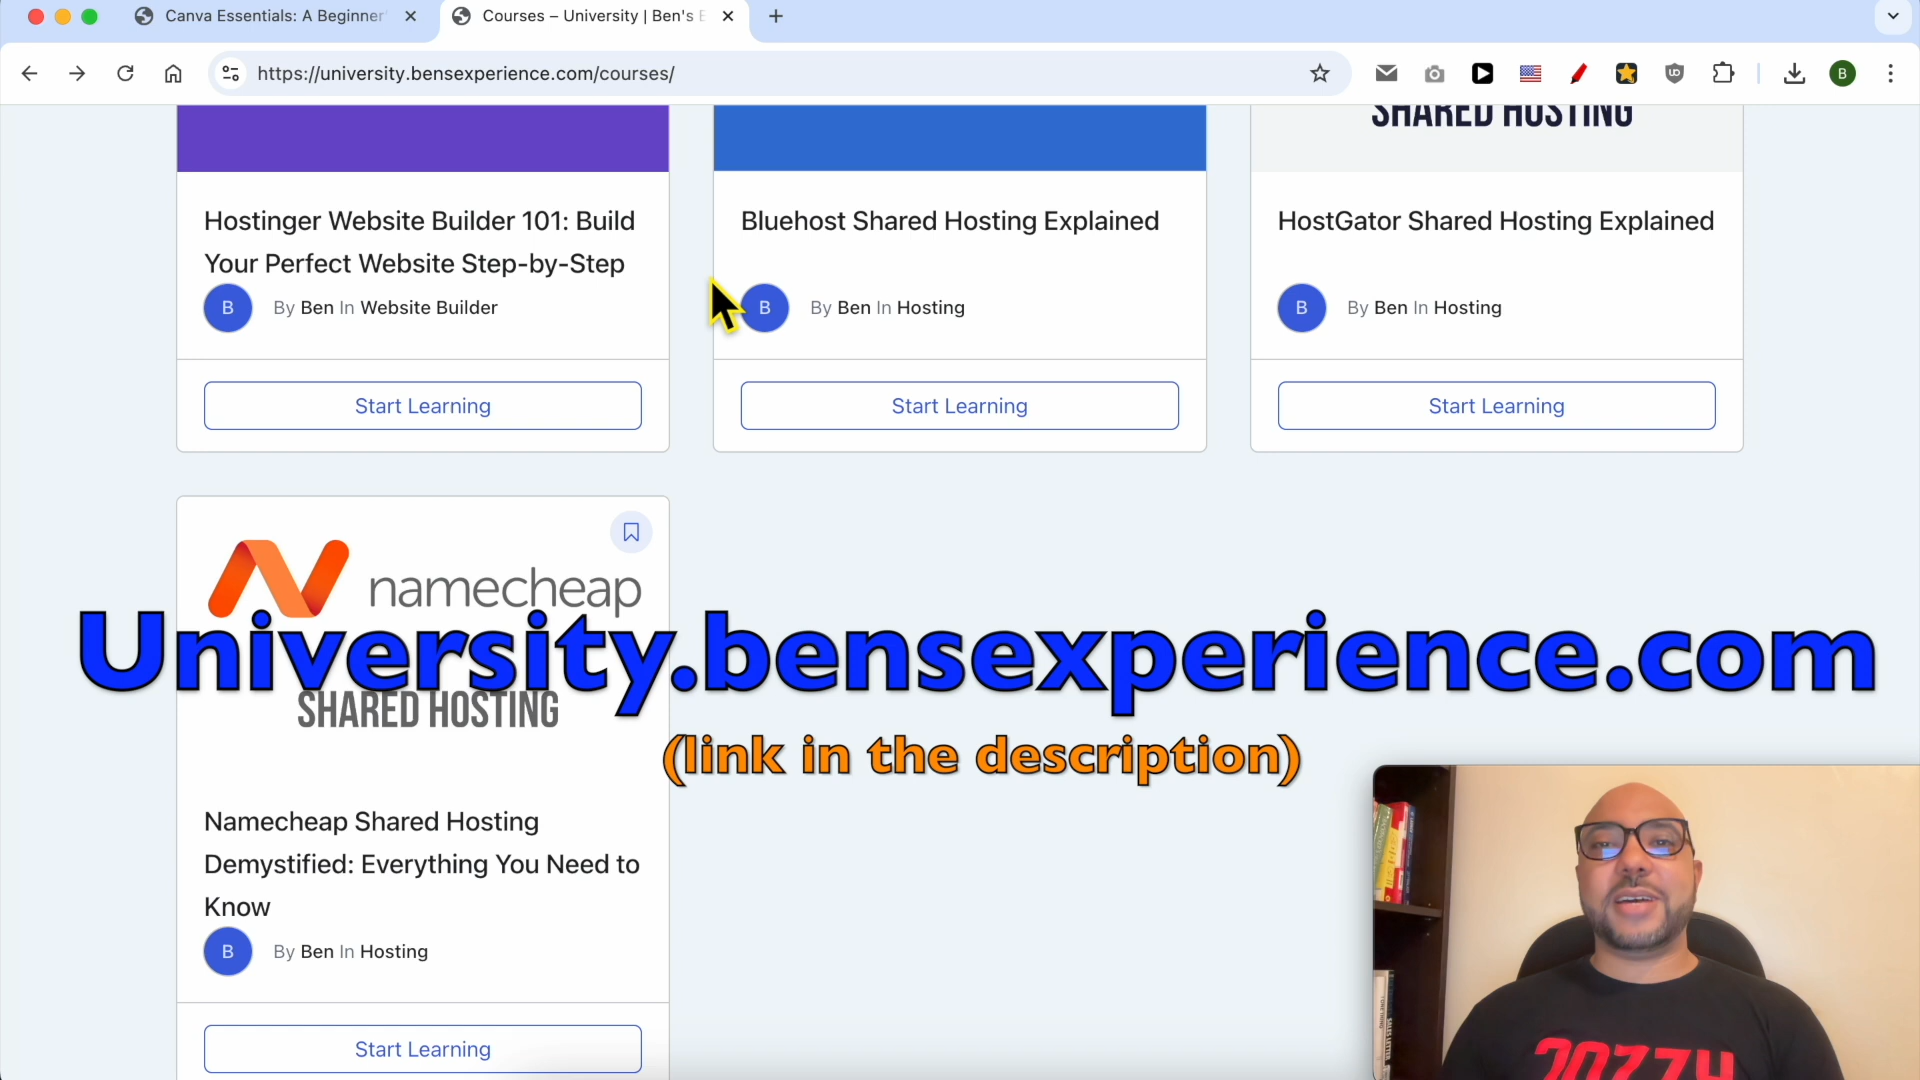 Canva Essentials: A Beginner'
Courses – University | Ben's E
https://university.bensexperience.com/courses/
SHARED HOSTING
Hostinger Website Builder 101: Build
Your Perfect Website Step-by-Step
B
By Ben In Website Builder
Start Learning
Bluehost Shared Hosting Explained
B
By Ben In Hosting
Start Learning
HostGator Shared Hosting Explained
B
By Ben In Hosting
Start Learning
B
namecheap
University.bensexperience.com
SHARED HOSTING
(link in the description)
Namecheap Shared Hosting
Demystified: Everything You Need to
Know
B
By Ben In Hosting
Start Learning